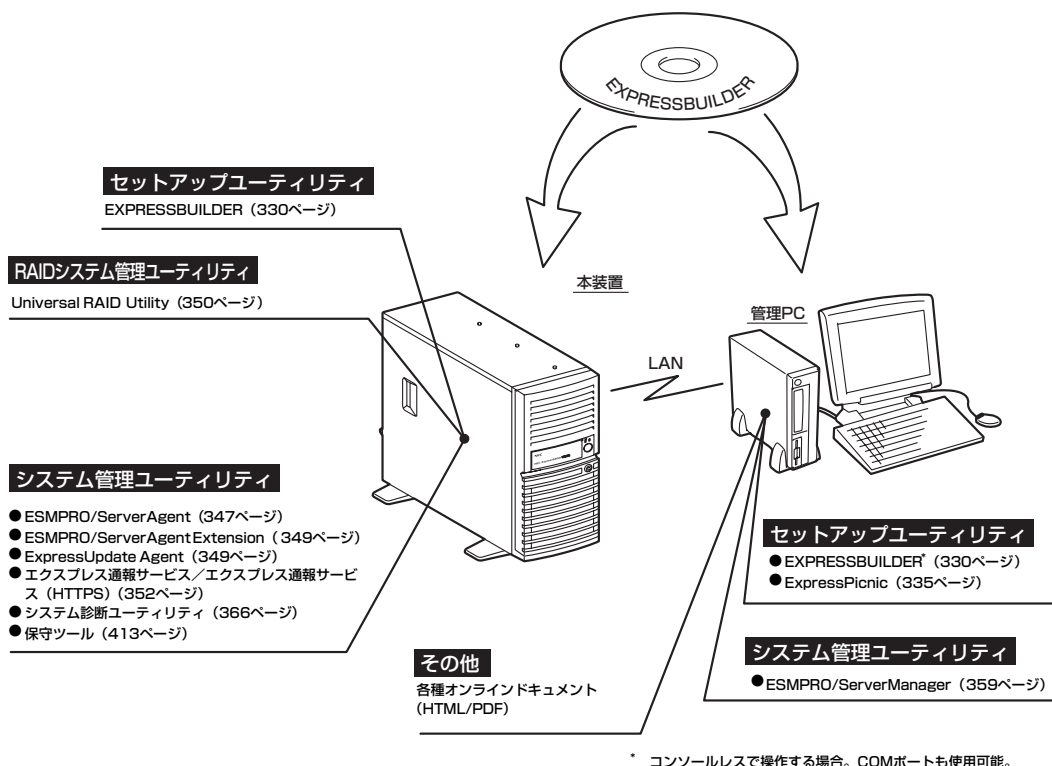 EXPRESSBUILDER
セットアップユーティリティ
EXPRESSBUILDER（330ページ）
RAIDシステム管理ユーティリティ
Universal RAID Utility（350ページ）
本装置
管理PC
LAN
システム管理ユーティリティ
●ESMPRO/ServerAgent（347ページ）
●ESMPRO/ServerAgentExtension（349ページ）
●ExpressUpdate Agent（349ページ）
●エクスプレス通報サービス／エクスプレス通報サービ
ス（HTTPS）（352ページ）
●システム診断ユーティリティ（366ページ）
●保守ツール（413ページ）
セットアップユーティリティ
●EXPRESSBUILDER*（330ページ）
●ExpressPicnic（335ページ）
システム管理ユーティリティ
●ESMPRO/ServerManager（359ページ）
その他
各種オンラインドキュメント
（HTML/PDF）
* コンソールレスで操作する場合。COMポートも使用可能。